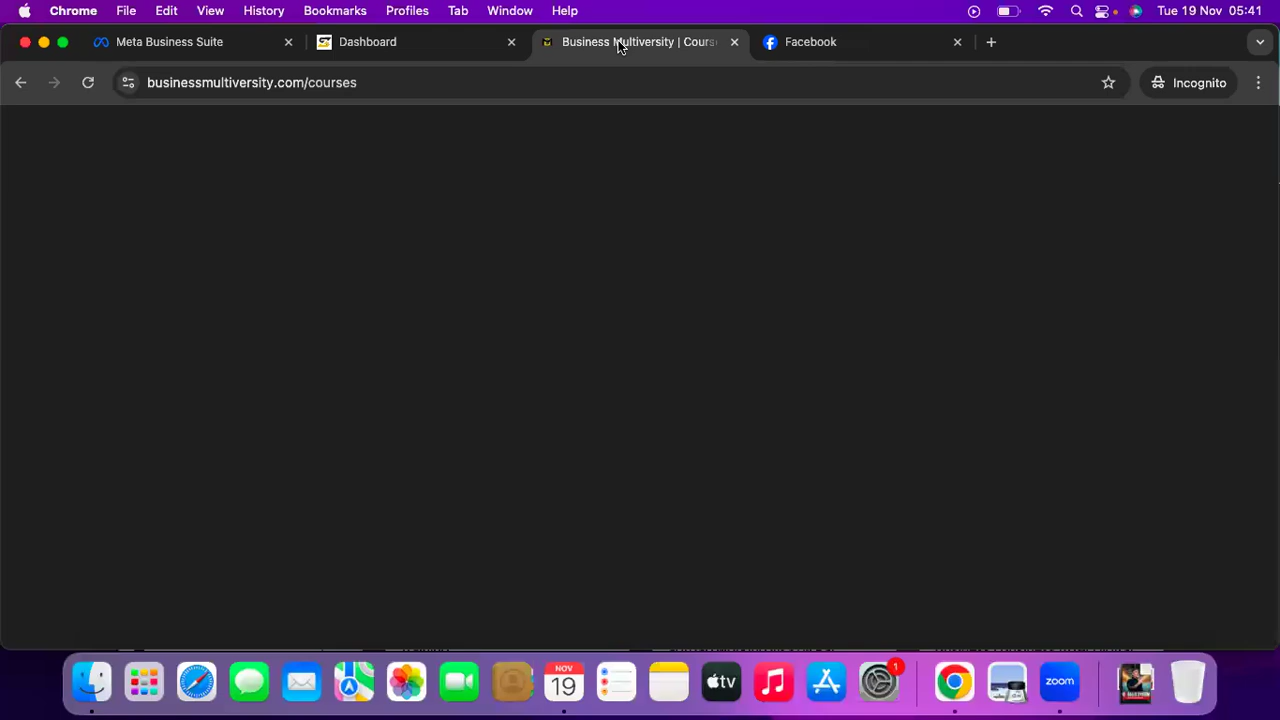 Chrome File Edit View History Bookmarks Profiles Tab Window Help Tue 19 Nov 05:41
Meta Business Suite Dashboard Business Multiversity | Cours Facebook
businessmultiversity.com/courses Incognito
NOV
19
tv
1
zoom